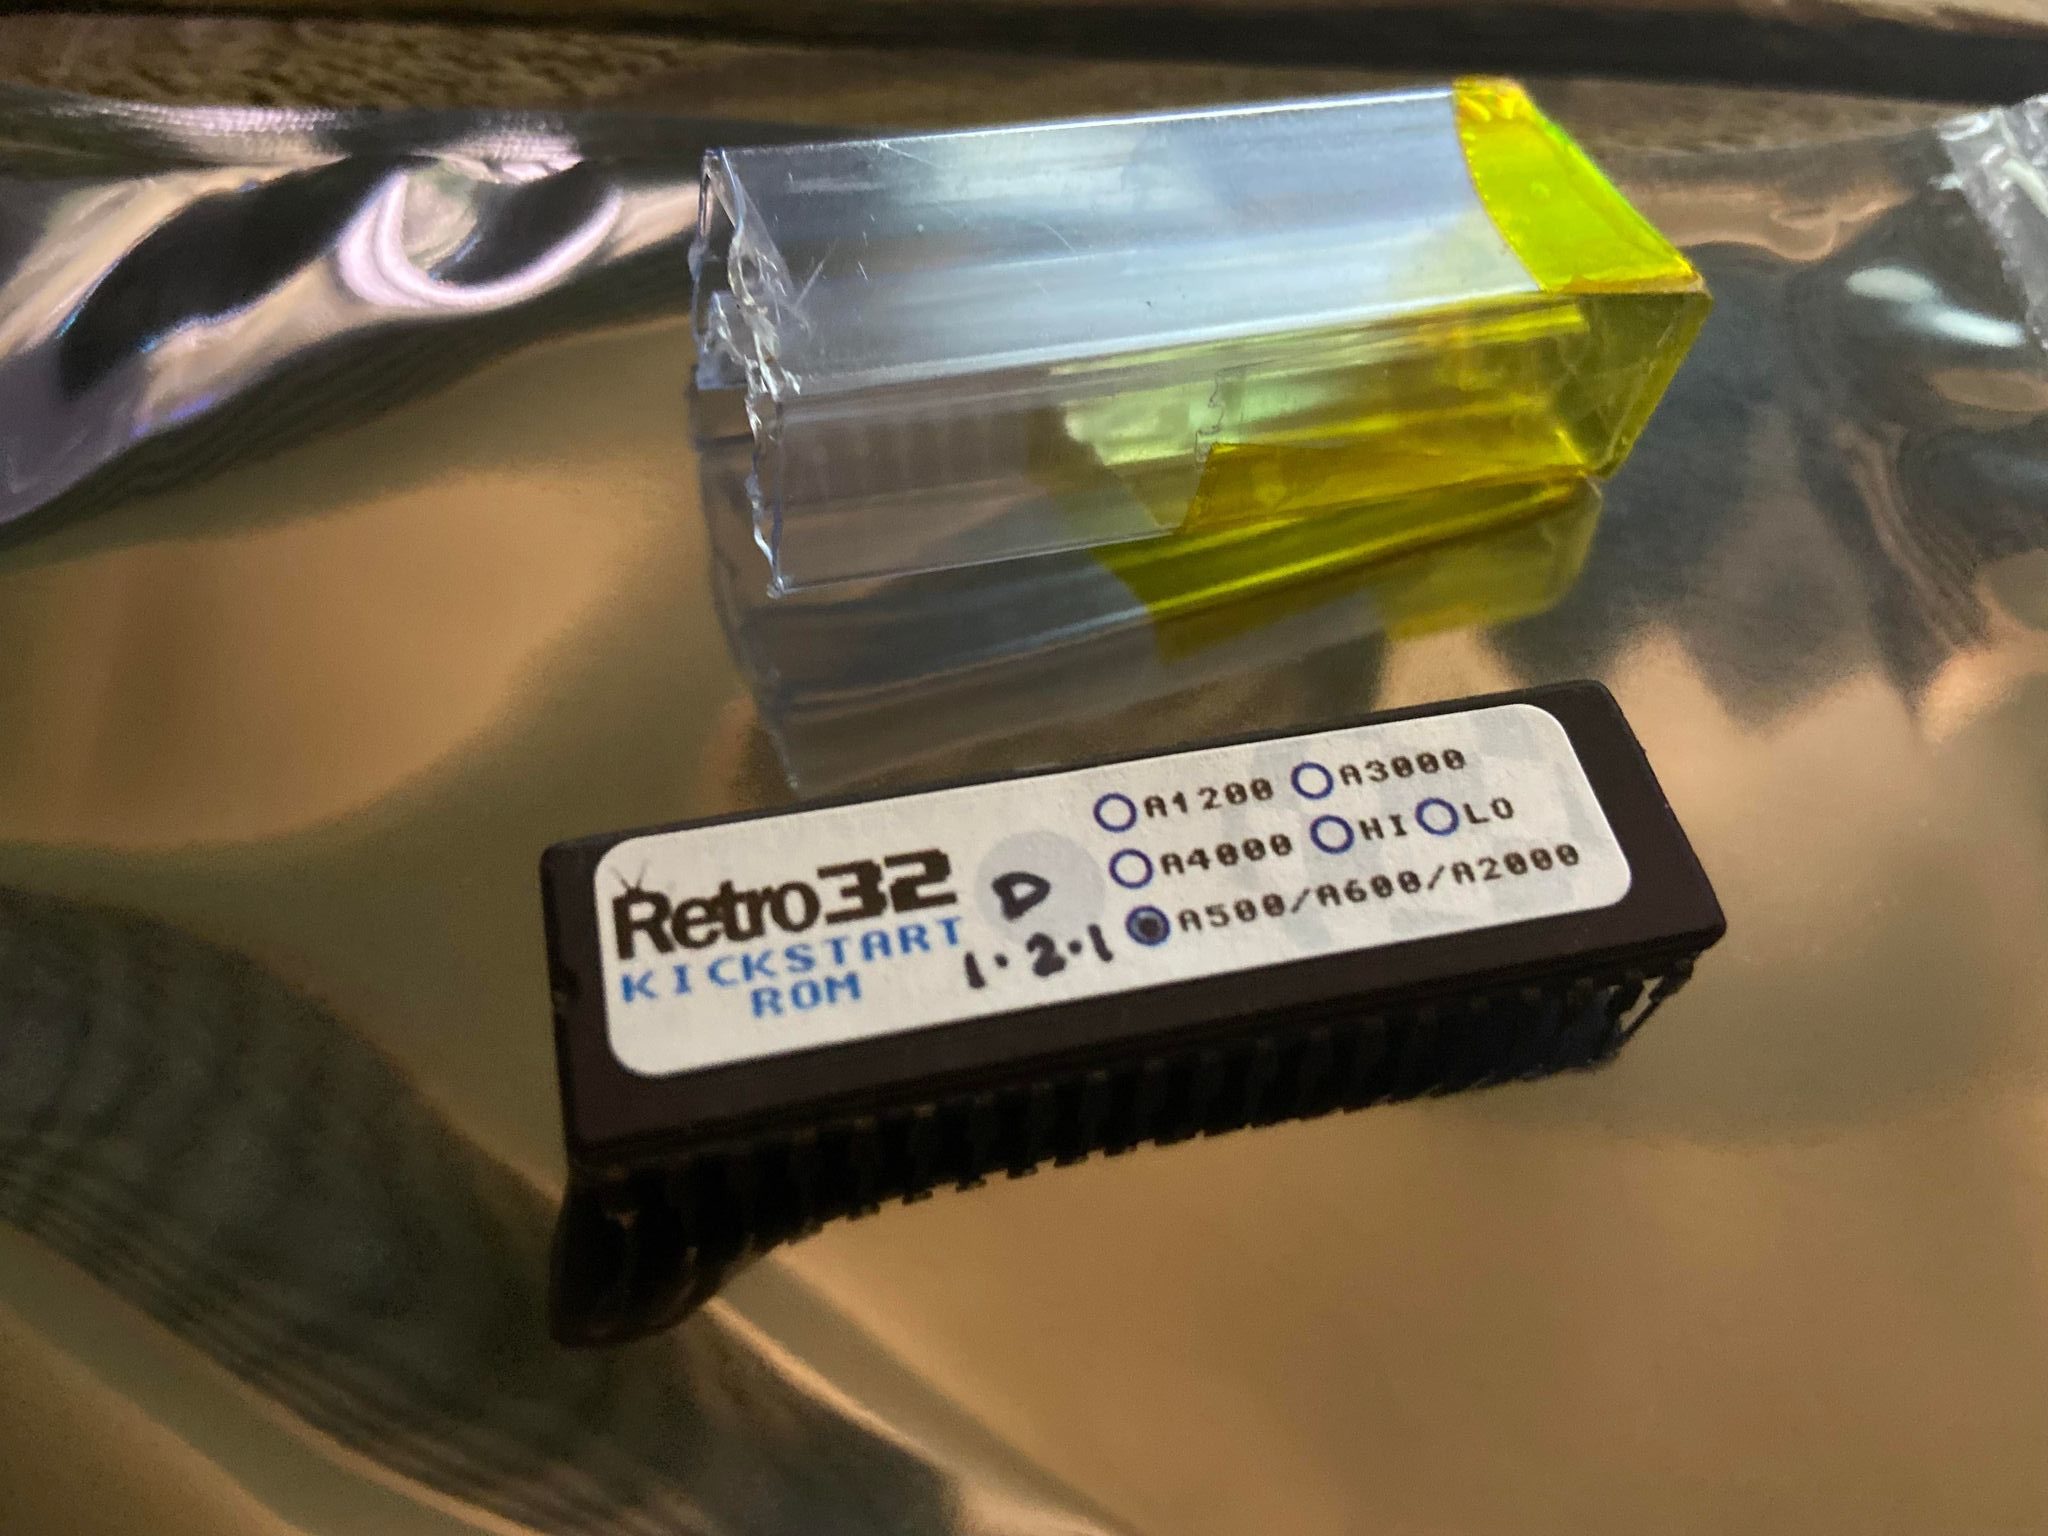 Retro32
KICKSTART
ROM
D
1.2.1
A1200 A3000
A4000 HI LO
A500/A600/A2000